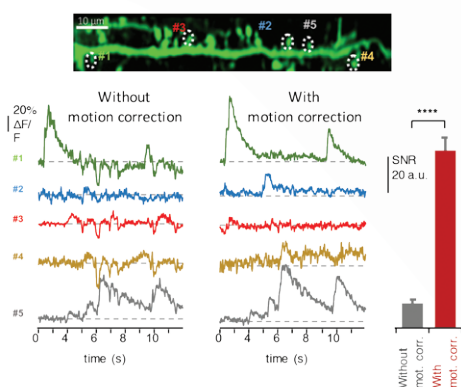 10 μm
#3
#2
#5
#1
#4
Without
motion correction
With
motion correction
20%
ΔF/
F
#1
#2
#3
#4
#5
0 2 4 6 8 10
time (s)
0 2 4 6 8 10
time (s)
****
SNR
20 a.u.
Without
mot. corr.
With
mot. corr.